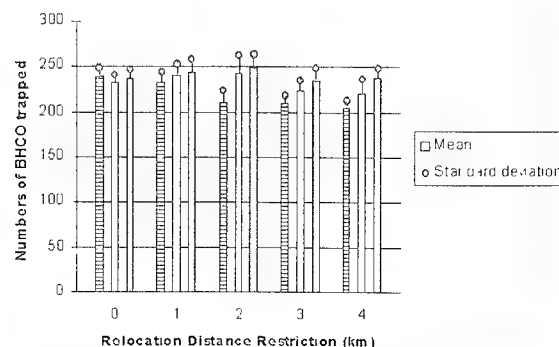 300
250
200
150
100
50
0
Numbers of BHCO trapped
0 1 2 3 4
Relocation Distance Restriction (km)
Mean
Standard deviation